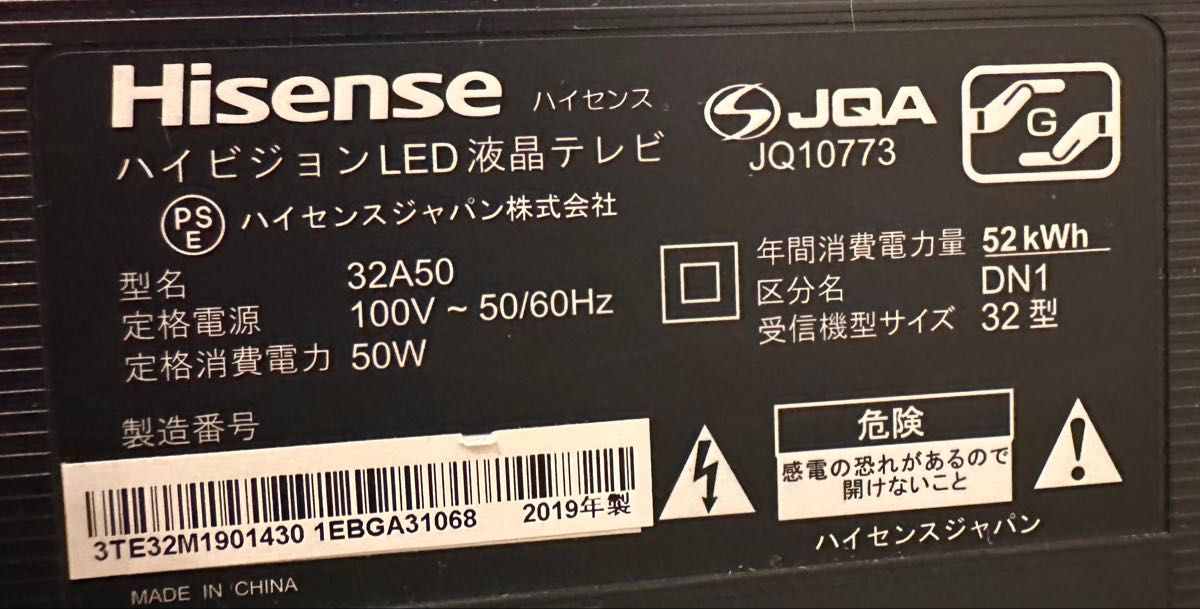 Hisense ハイセンス
ハイビジョンLED液晶テレビ
PSE ハイセンスジャパン株式会社
型名 32A50
定格電源 100V ~ 50/60Hz
定格消費電力 50W
製造番号
3TE32M1901430 1EBGA31068 2019年製
MADE IN CHINA
JQA
JQ10773
G
年間消費電力量 52kWh
区分名 DN1
受信機型サイズ 32型
危険
感電の恐れがあるので
開けないこと
ハイセンスジャパン